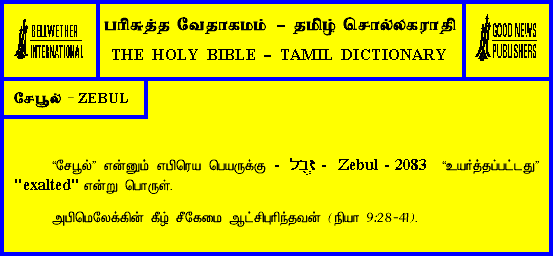 BELLWETHER
INTERNATIONAL
பரிசுத்த வேதாகமம் – தமிழ் சொல்லகராதி
THE HOLY BIBLE – TAMIL DICTIONARY
GOOD NEWS
PUBLISHERS
சேபூல் – ZEBUL
“சேபூல்” என்னும் எபிரெய பெயருக்கு - זְבֻל - Zebul - 2083 “உயர்த்தப்பட்டது”
"exalted" என்று பொருள்.
அபிமெலேக்கின் கீழ் சீகேமை ஆட்சிபுரிந்தவன் (நியா 9:28-41).